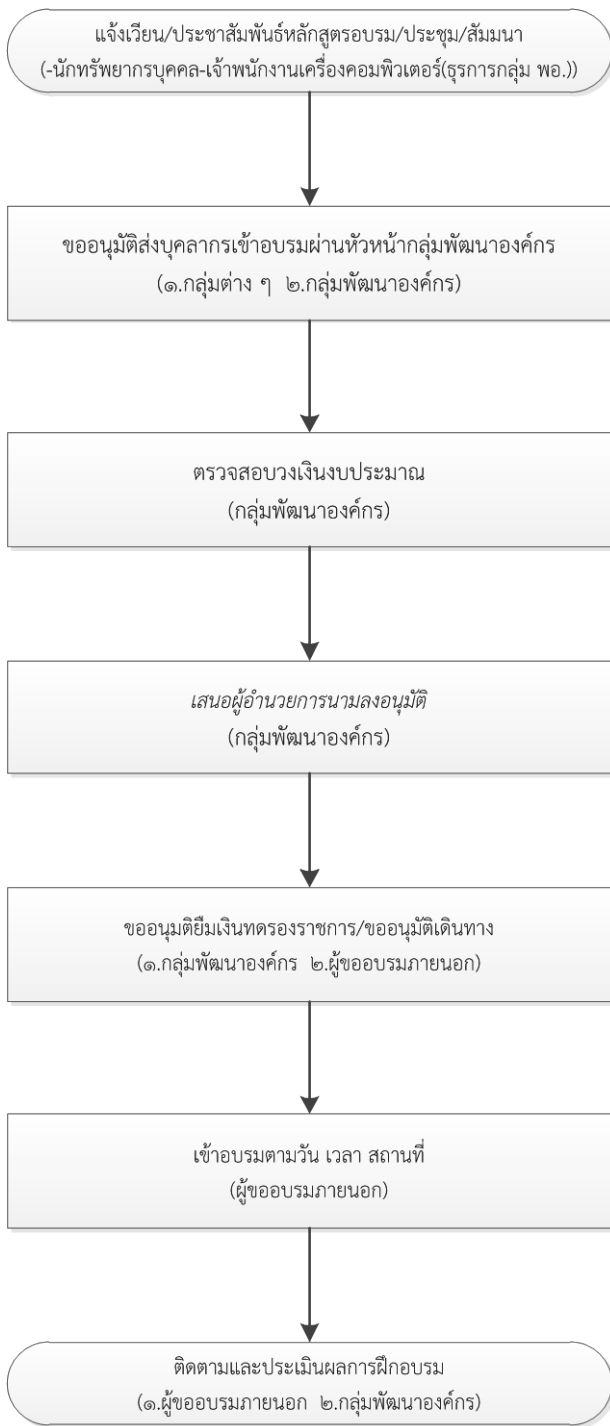 แจ้งเวียน/ประชาสัมพันธ์หลักสูตรอบรม/ประชุม/สัมมนา
(-นักทรัพยากรบุคคล-เจ้าพนักงานเครื่องคอมพิวเตอร์(ธุรการกลุ่ม พอ.))
ขออนุมัติส่งบุคลากรเข้าอบรมผ่านหัวหน้ากลุ่มพัฒนาองค์กร
(๑.กลุ่มต่าง ๆ ๒.กลุ่มพัฒนาองค์กร)
ตรวจสอบวงเงินงบประมาณ
(กลุ่มพัฒนาองค์กร)
เสนอผู้อำนวยการนามลงอนุมัติ
(กลุ่มพัฒนาองค์กร)
ขออนุมติยืมเงินทดรองราชการ/ขออนุมัติเดินทาง
(๑.กลุ่มพัฒนาองค์กร ๒.ผู้ขออบรมภายนอก)
เข้าอบรมตามวัน เวลา สถานที่
(ผู้ขออบรมภายนอก)
ติดตามและประเมินผลการฝึกอบรม
(๑.ผู้ขออบรมภายนอก ๒.กลุ่มพัฒนาองค์กร)